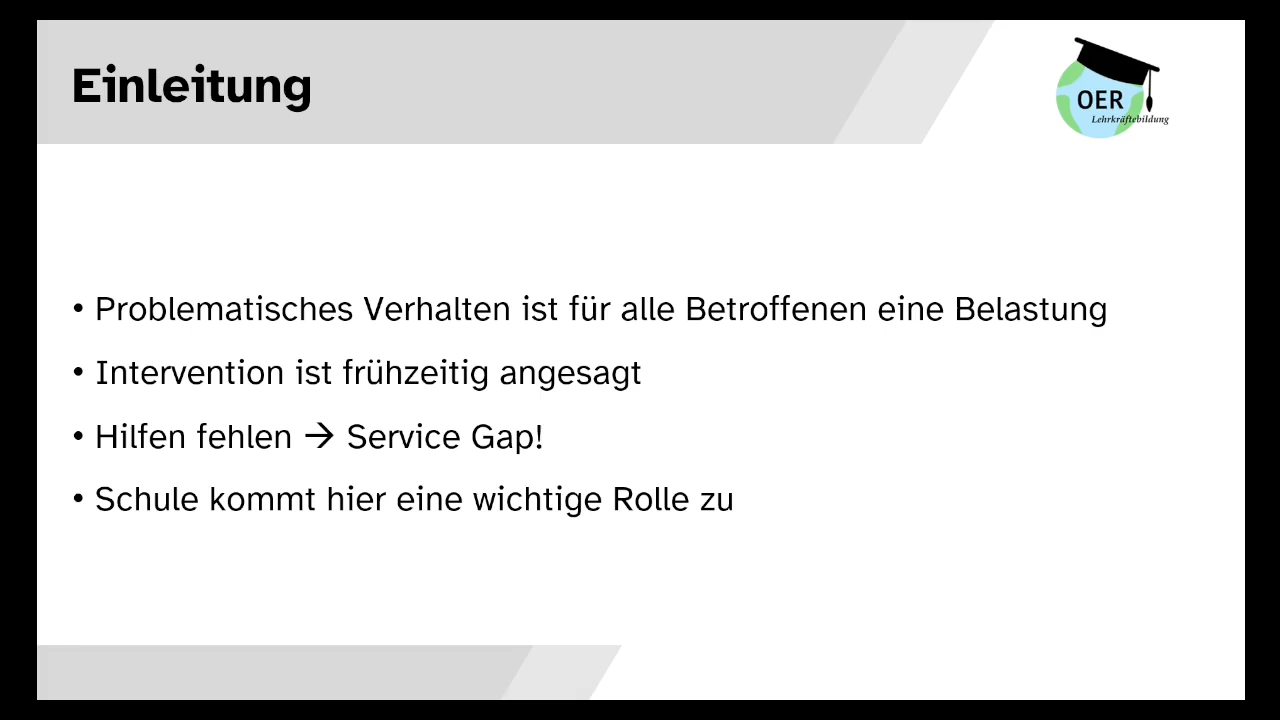 Einleitung
OER
Lehrkräftebildung
• Problematisches Verhalten ist für alle Betroffenen eine Belastung
• Intervention ist frühzeitig angesagt
• Hilfen fehlen → Service Gap!
• Schule kommt hier eine wichtige Rolle zu